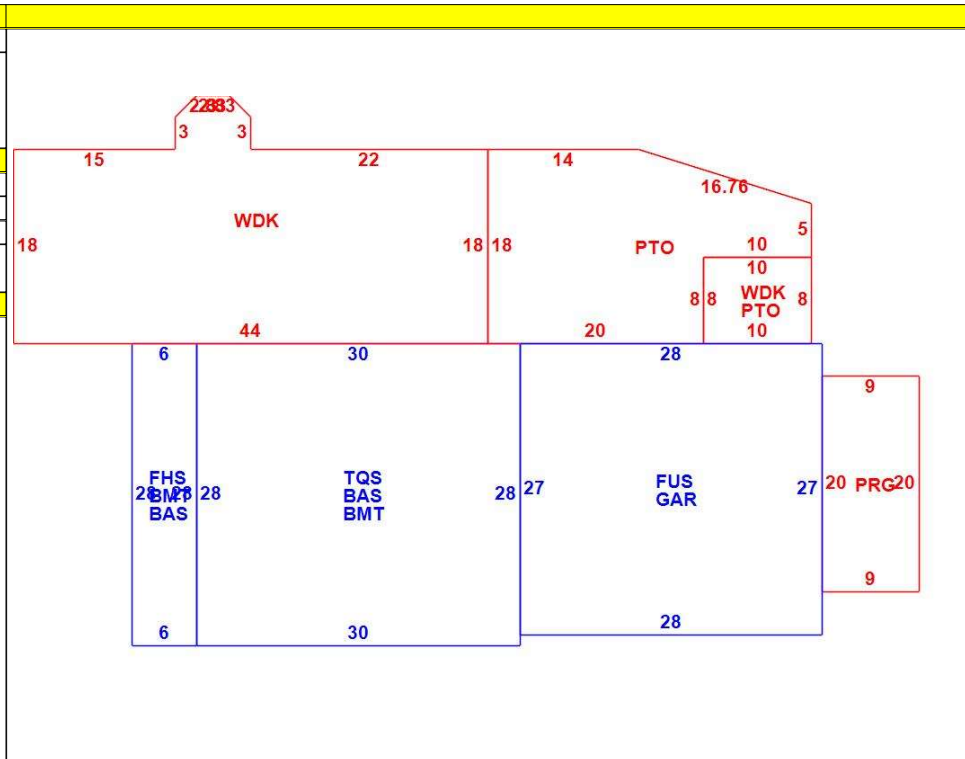 3 3
15 22 14
16.76
WDK
18 18 18
PTO
5
10
10
8 8 WDK 8
PTO
44 20 10
6 30 28
FHS
BMT
BAS
28 28 28
TQS
BAS
BMT
28 27
FUS
GAR
27 20 PRG 20
9
9
6 30 28